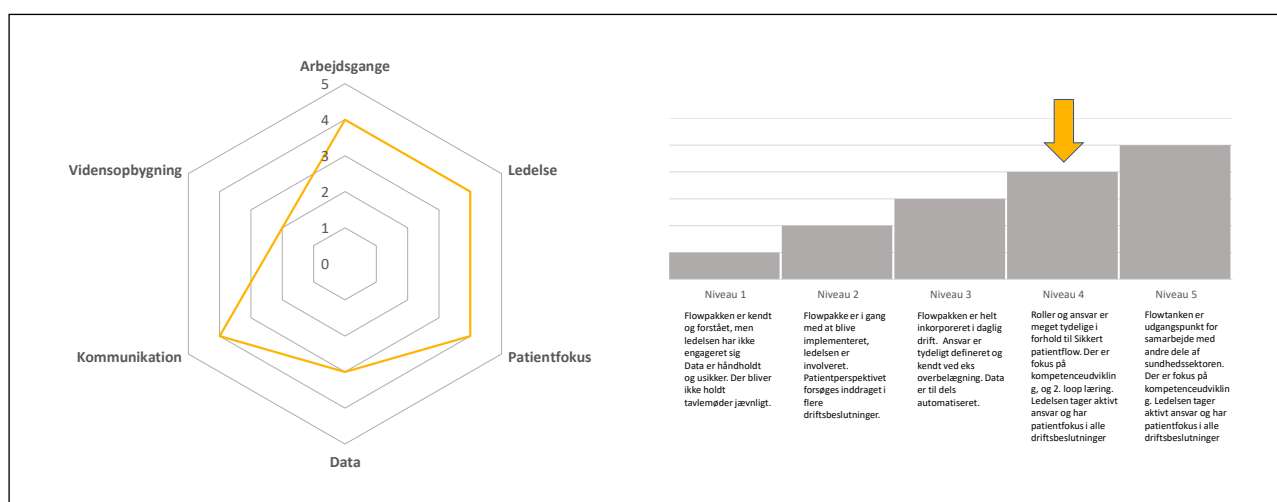 Arbejdsgange
5
4
3
2
1
0
Vidensopbygning
Ledelse
Kommunikation
Patientfokus
Data
Niveau 1
Flowpakken er kendt
og forstået, men
ledelsen har ikke
engageret sig
Data er håndholdt
og usikker. Der bliver
ikke holdt
tavlemøder jævnligt.
Niveau 2
Flowpakke er i gang
med at blive
implementeret,
ledelsen er
involveret.
Patientperspektivet
forsøges inddraget i
flere
driftsbeslutninger.
Niveau 3
Flowpakken er helt
inkorporeret i daglig
drift.  Ansvar er
tydeligt defineret og
kendt ved eks
overbelægning. Data
er til dels
automatiseret.
Niveau 4
Roller og ansvar er
meget tydelige i
forhold til Sikkert
patientflow. Der er
fokus på
kompetenceudviklin
g, og 2. loop læring.
Ledelsen tager aktivt
ansvar og har
patientfokus i alle
driftsbeslutninger
Niveau 5
Flowtanken er
udgangspunkt for
samarbejde med
andre dele af
sundhedssektoren.
Der er fokus på
kompetenceudviklin
g. Ledelsen tager
aktivt ansvar og har
patientfokus i alle
driftsbeslutninger